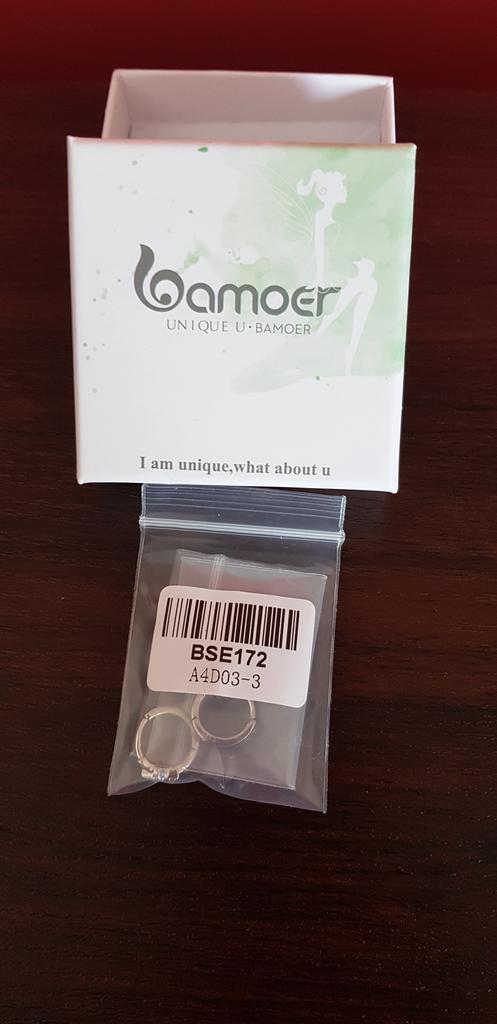 bamoer
UNIQUE U·BAMOER
I am unique,what about u
BSE172
A4D03-3